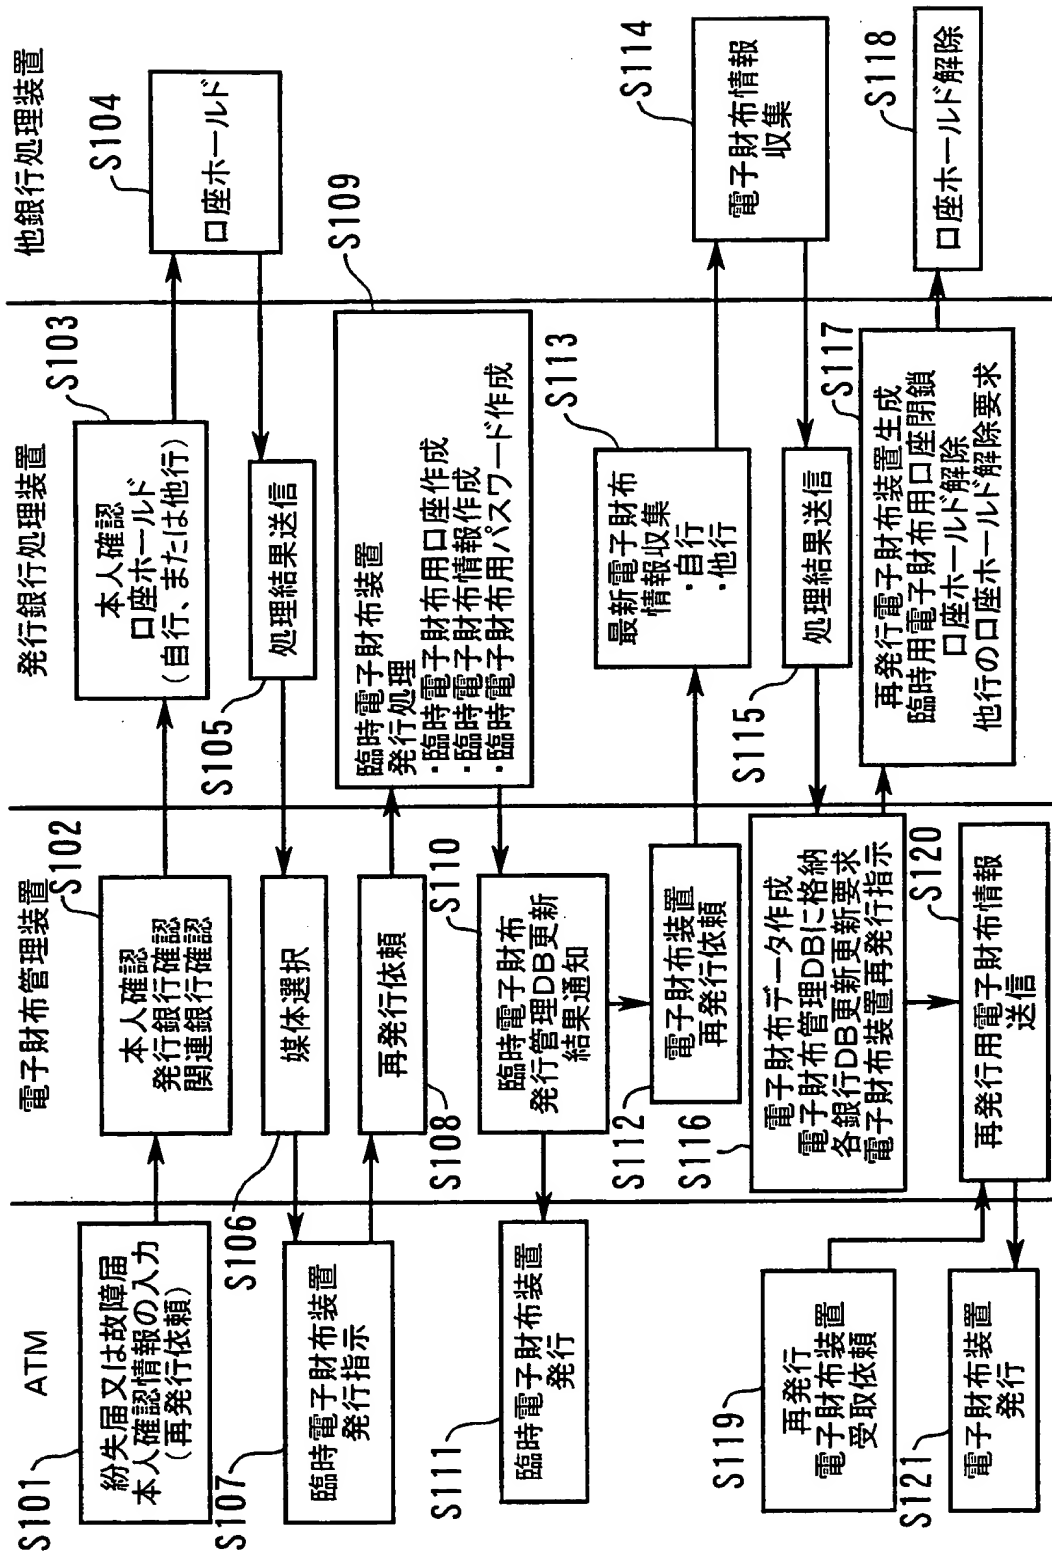 ATM
電子財布管理装置
発行銀行処理装置
他銀行処理装置
S101
紛失届又は故障届
本人確認情報の入力
(再発行依頼)
S102
本人確認
発行銀行確認
関連銀行確認
S103
本人確認
口座ホールド
(自行、または他行)
S104
口座ホールド
S105
処理結果送信
S106
媒体選択
S107
臨時電子財布装置
発行指示
S108
再発行依頼
S109
臨時電子財布装置
発行処理
・臨時電子財布用口座作成
・臨時電子財布情報作成
・臨時電子財布用パスワード作成
S110
臨時電子財布
発行管理DB更新
結果通知
S111
臨時電子財布装置
発行
S112
電子財布装置
再発行依頼
S113
最新電子財布
情報収集
・自行
・他行
S114
電子財布情報
収集
S115
処理結果送信
S116
電子財布データ作成
電子財布管理DBに格納
各銀行DB更新更新要求
電子財布装置再発行指示
S117
再発行電子財布装置生成
臨時用電子財布用口座閉鎖
口座ホールド解除
他行の口座ホールド解除要求
S118
口座ホールド解除
S119
再発行
電子財布装置
受取依頼
S120
再発行用電子財布情報
送信
S121
電子財布装置
発行